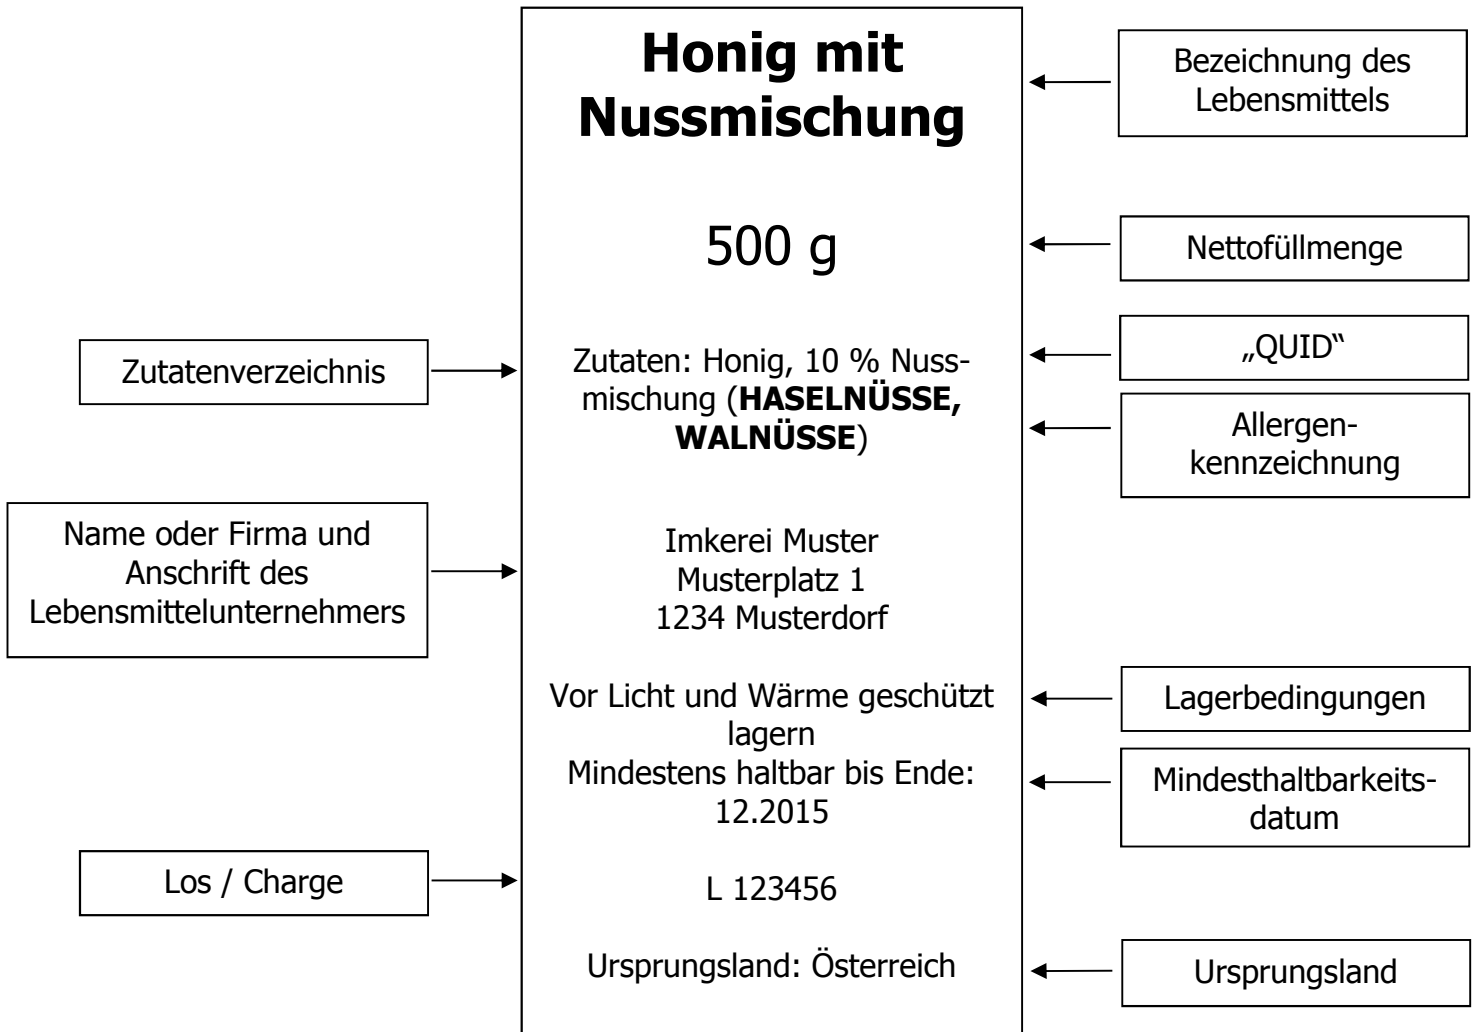 Honig mit
Nussmischung
Bezeichnung des
Lebensmittels
500 g
Nettofüllmenge
Zutatenverzeichnis
Zutaten: Honig, 10 % Nuss-
mischung (HASELNÜSSE,
WALNÜSSE)
„QUID“
Allergen-
kennzeichnung
Name oder Firma und
Anschrift des
Lebensmittelunternehmers
Imkerei Muster
Musterplatz 1
1234 Musterdorf
Vor Licht und Wärme geschützt
lagern
Lagerbedingungen
Mindestens haltbar bis Ende:
12.2015
Mindesthaltbarkeits-
datum
Los / Charge
L 123456
Ursprungsland: Österreich
Ursprungsland